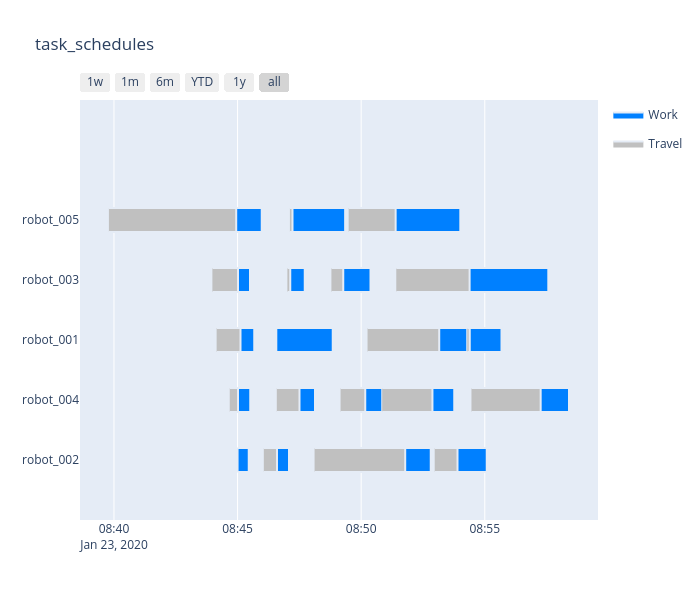 task_schedules
1w 1m 6m YTD 1y all
Work
Travel
robot_005
robot_003
robot_001
robot_004
robot_002
08:40 08:45 08:50 08:55
Jan 23, 2020